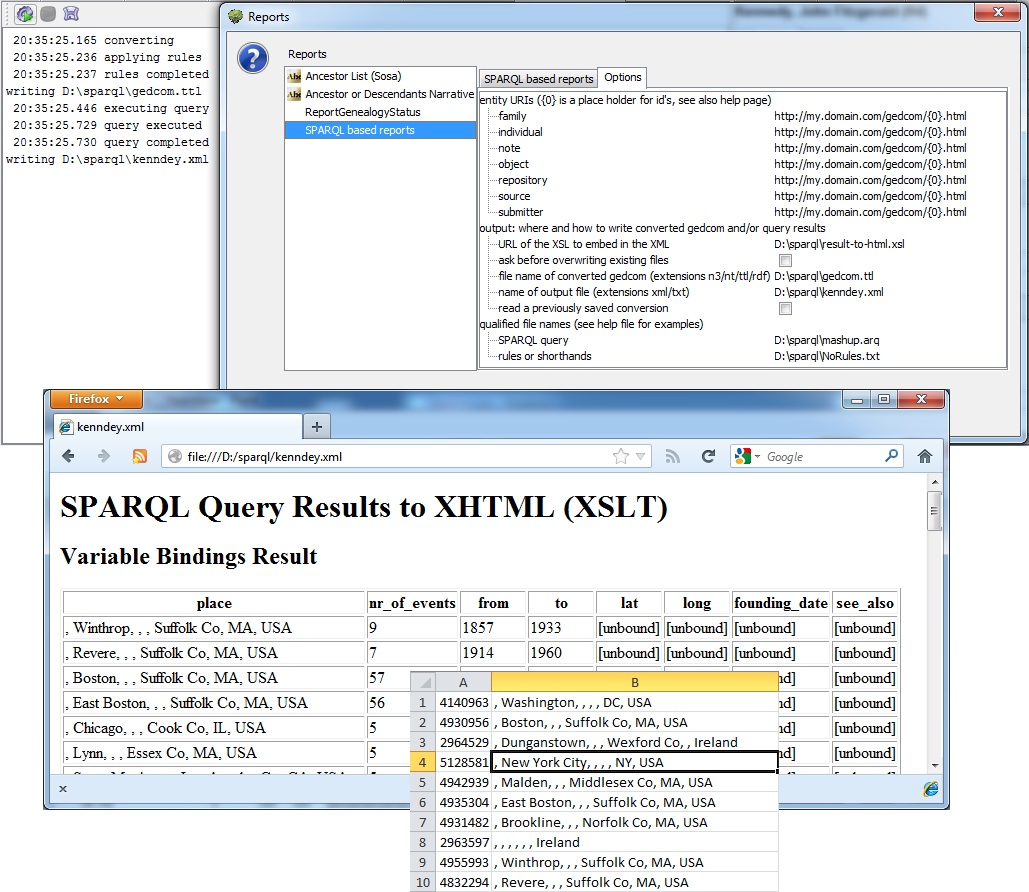 20:35:25.165 converting
20:35:25.236 applying rules
20:35:25.237 rules completed
writing D:\sparql\gedcom.ttl
20:35:25.446 executing query
20:35:25.729 query executed
20:35:25.730 query completed
writing D:\sparql\kenndey.xml
Reports
Reports
Abc Ancestor List (Sosa)
Abc Ancestor or Descendants Narrative
ReportGenealogyStatus
SPARQL based reports
SPARQL based reports Options
entity URIs ({0} is a place holder for id's, see also help page)
family http://my.domain.com/gedcom/{0}.html
individual http://my.domain.com/gedcom/{0}.html
note http://my.domain.com/gedcom/{0}.html
object http://my.domain.com/gedcom/{0}.html
repository http://my.domain.com/gedcom/{0}.html
source http://my.domain.com/gedcom/{0}.html
submitter http://my.domain.com/gedcom/{0}.html
output: where and how to write converted gedcom and/or query results
URL of the XSL to embed in the XML D:\sparql\result-to-html.xsl
ask before overwriting existing files
file name of converted gedcom (extensions n3/nt/ttl/rdf) D:\sparql\gedcom.ttl
name of output file (extensions xml/txt) D:\sparql\kenndey.xml
read a previously saved conversion
qualified file names (see help file for examples)
SPARQL query D:\sparql\mashup.arq
rules or shorthands D:\sparql\NoRules.txt
Firefox
kenndey.xml
file:///D:/sparql/kenndey.xml
Google
SPARQL Query Results to XHTML (XSLT)
Variable Bindings Result
place nr_of_events from to lat long founding_date see_also
, Winthrop, , , Suffolk Co, MA, USA 9 1857 1933 [unbound] [unbound] [unbound] [unbound]
, Revere, , , Suffolk Co, MA, USA 7 1914 1960 [unbound] [unbound] [unbound] [unbound]
, Boston, , , Suffolk Co, MA, USA 57 [unbound]
, East Boston, , , Suffolk Co, MA, USA 56 [unbound]
, Chicago, , , Cook Co, IL, USA 5 [unbound]
, Lynn, , , Essex Co, MA, USA 5 [unbound]
A B
1 4140963 , Washington, , , , DC, USA
2 4930956 , Boston, , , Suffolk Co, MA, USA
3 2964529 , Dunganstown, , , Wexford Co, , Ireland
4 5128581 , New York City, , , , NY, USA
5 4942939 , Malden, , , Middlesex Co, MA, USA
6 4935304 , East Boston, , , Suffolk Co, MA, USA
7 4931482 , Brookline, , , Norfolk Co, MA, USA
8 2963597 , , , , , , Ireland
9 4955993 , Winthrop, , , Suffolk Co, MA, USA
10 4832294 , Revere, , , Suffolk Co, MA, USA